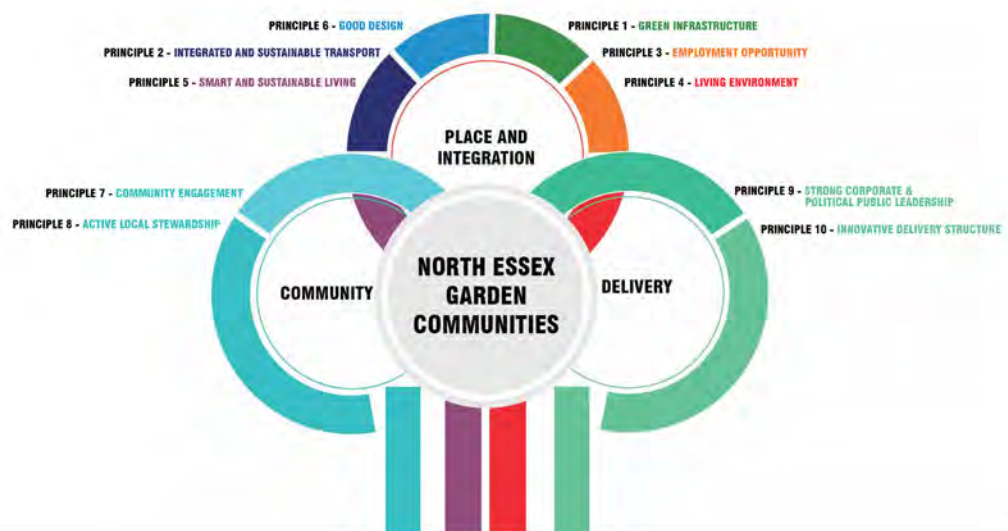 PRINCIPLE 6 - GOOD DESIGN
PRINCIPLE 1 - GREEN INFRASTRUCTURE
PRINCIPLE 2 - INTEGRATED AND SUSTAINABLE TRANSPORT
PRINCIPLE 3 - EMPLOYMENT OPPORTUNITY
PRINCIPLE 5 - SMART AND SUSTAINABLE LIVING
PRINCIPLE 4 - LIVING ENVIRONMENT
PLACE AND
INTEGRATION
PRINCIPLE 7 - COMMUNITY ENGAGEMENT
PRINCIPLE 8 - ACTIVE LOCAL STEWARDSHIP
PRINCIPLE 9 - STRONG CORPORATE &
POLITICAL PUBLIC LEADERSHIP
PRINCIPLE 10 - INNOVATIVE DELIVERY STRUCTURE
COMMUNITY
NORTH ESSEX
GARDEN
COMMUNITIES
DELIVERY